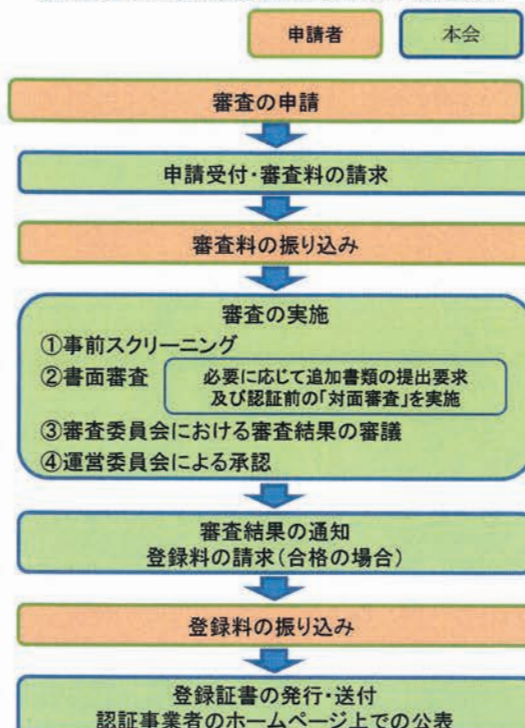 申請者 本会
審査の申請
申請受付・審査料の請求
審査料の振り込み
審査の実施
①事前スクリーニング
②書面審査
必要に応じて追加書類の提出要求
及び認証前の「対面審査」を実施
③審査委員会における審査結果の審議
④運営委員会による承認
審査結果の通知
登録料の請求(合格の場合)
登録料の振り込み
登録証書の発行・送付
認証事業者のホームページ上での公表